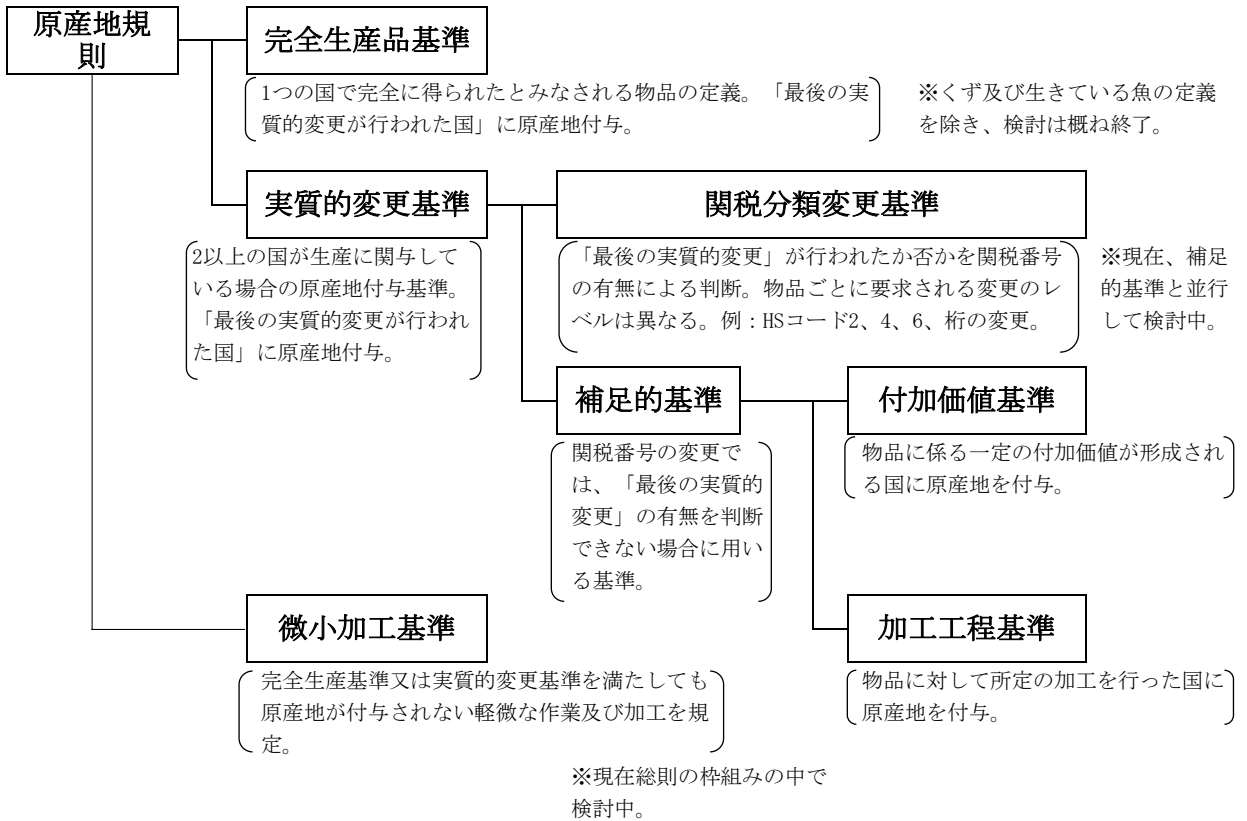 原産地規
則
完全生産品基準
1つの国で完全に得られたとみなされる物品の定義。「最後の実
質的変更が行われた国」に原産地付与。
※くず及び生きている魚の定義
を除き、検討は概ね終了。
実質的変更基準
2以上の国が生産に関与して
いる場合の原産地付与基準。
「最後の実質的変更が行われ
た国」に原産地付与。
関税分類変更基準
「最後の実質的変更」が行われたか否かを関税番号
の有無による判断。物品ごとに要求される変更のレ
ベルは異なる。例：HSコード2、4、6、桁の変更。
※現在、補足
的基準と並行
して検討中。
補足的基準
関税番号の変更で
は、「最後の実質的
変更」の有無を判断
できない場合に用い
る基準。
付加価値基準
物品に係る一定の付加価値が形成され
る国に原産地を付与。
微小加工基準
完全生産基準又は実質的変更基準を満たしても
原産地が付与されない軽微な作業及び加工を規
定。
※現在総則の枠組みの中で
検討中。
加工工程基準
物品に対して所定の加工を行った国に
原産地を付与。